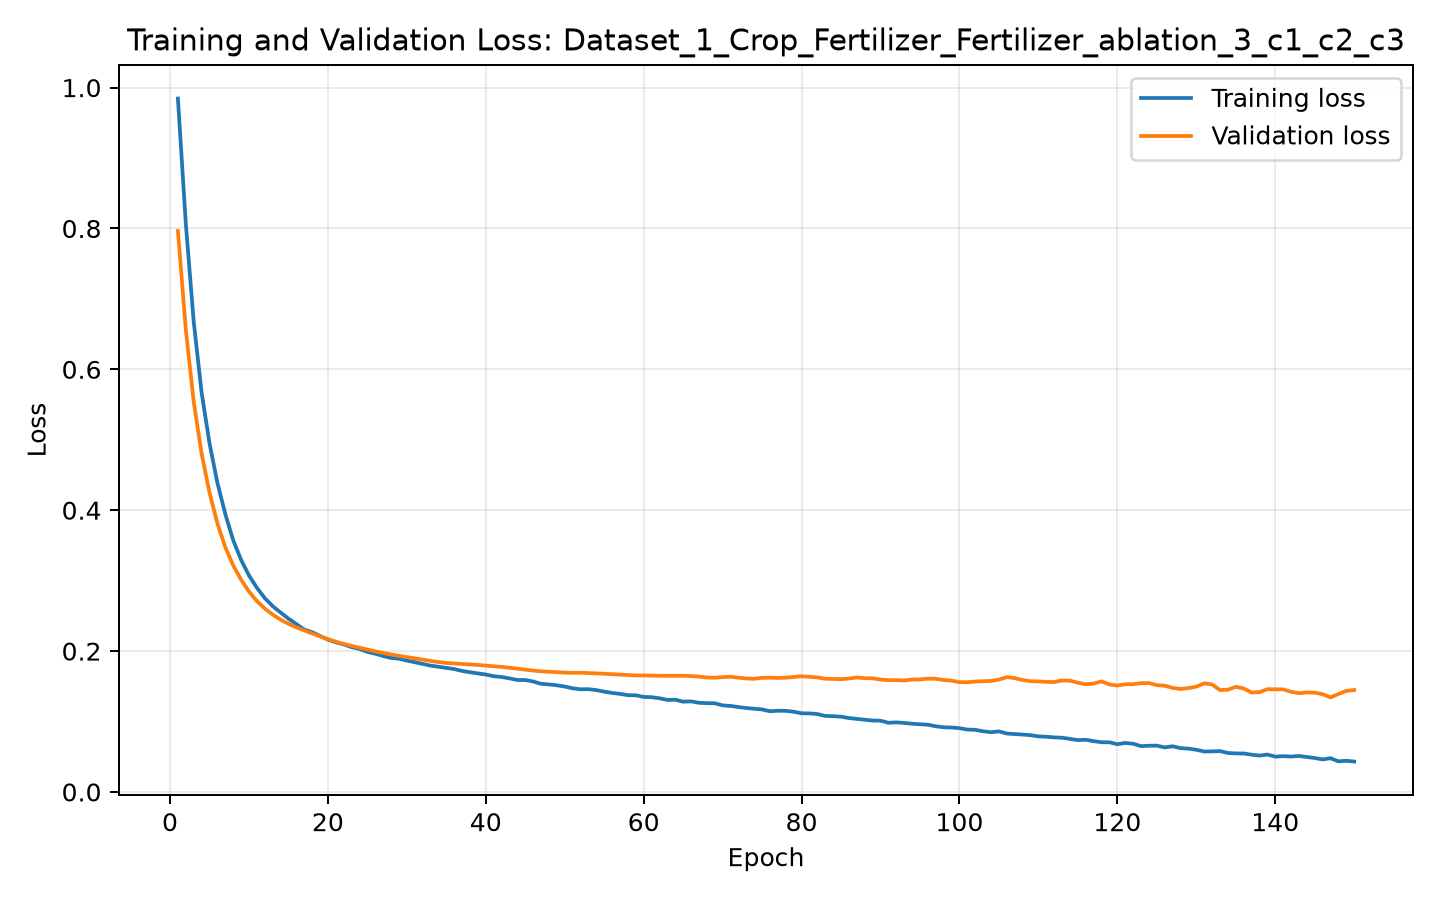 Training and Validation Loss: Dataset_1_Crop_Fertilizer_Fertilizer_ablation_3_c1_c2_c3
Training loss
Validation loss
1.0
0.8
0.6
0.4
0.2
0.0
Loss
0 20 40 60 80 100 120 140
Epoch